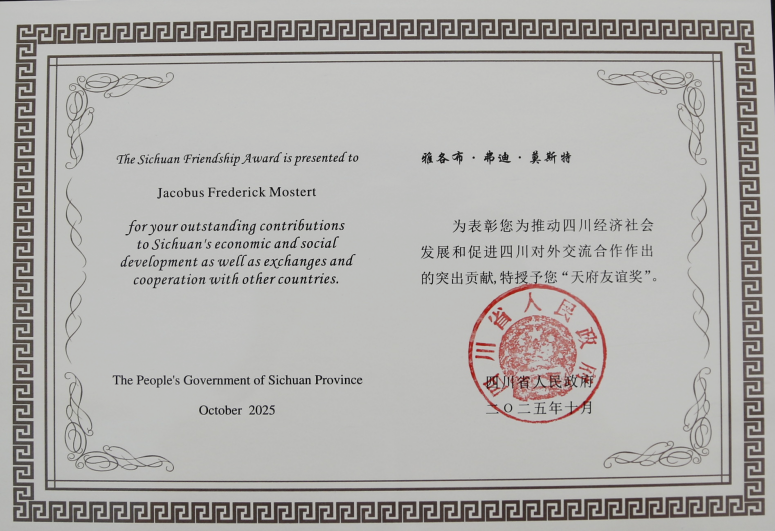 The Sichuan Friendship Award is presented to
Jacobus Frederick Mostert
for your outstanding contributions
to Sichuan's economic and social
development as well as exchanges and
cooperation with other countries.
The People's Government of Sichuan Province
October 2025
雅各布·弗迪·莫斯特
为表彰您为推动四川经济社会
发展和促进四川对外交流合作作出
的突出贡献,特授予您“天府友谊奖”。
四川省人民政府
四川省人民政府
二〇二五年十月